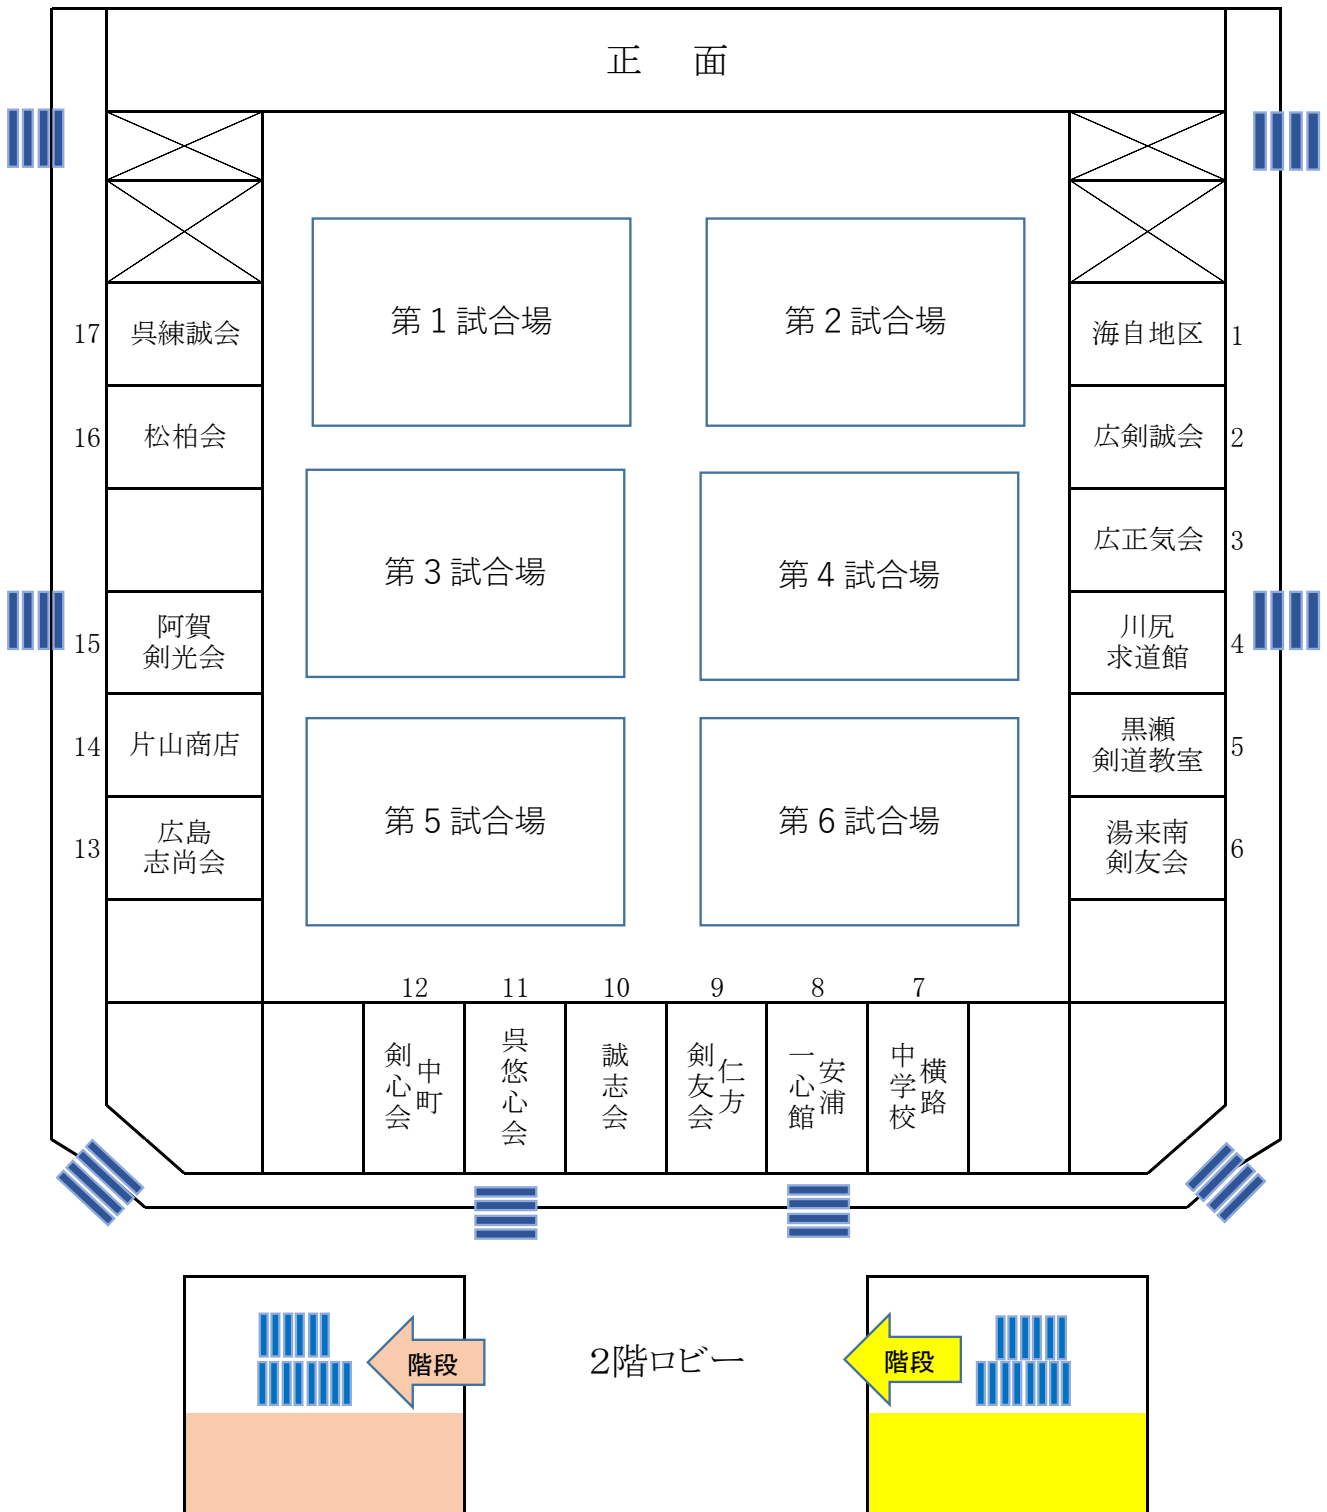 正　面
第1試合場
第2試合場
17
呉練誠会
海自地区
1
16
松柏会
広剣誠会
2
広正気会
3
第3試合場
第4試合場
15
阿賀
剣光会
川尻
求道館
4
14
片山商店
黒瀬
剣道教室
5
第5試合場
第6試合場
13
広島
志尚会
湯来南
剣友会
6
12
11
10
9
8
7
中町
剣心会
呉悠心会
誠志会
仁方
剣友会
安浦
一心館
横路
中学校
階段
2階ロビー
階段